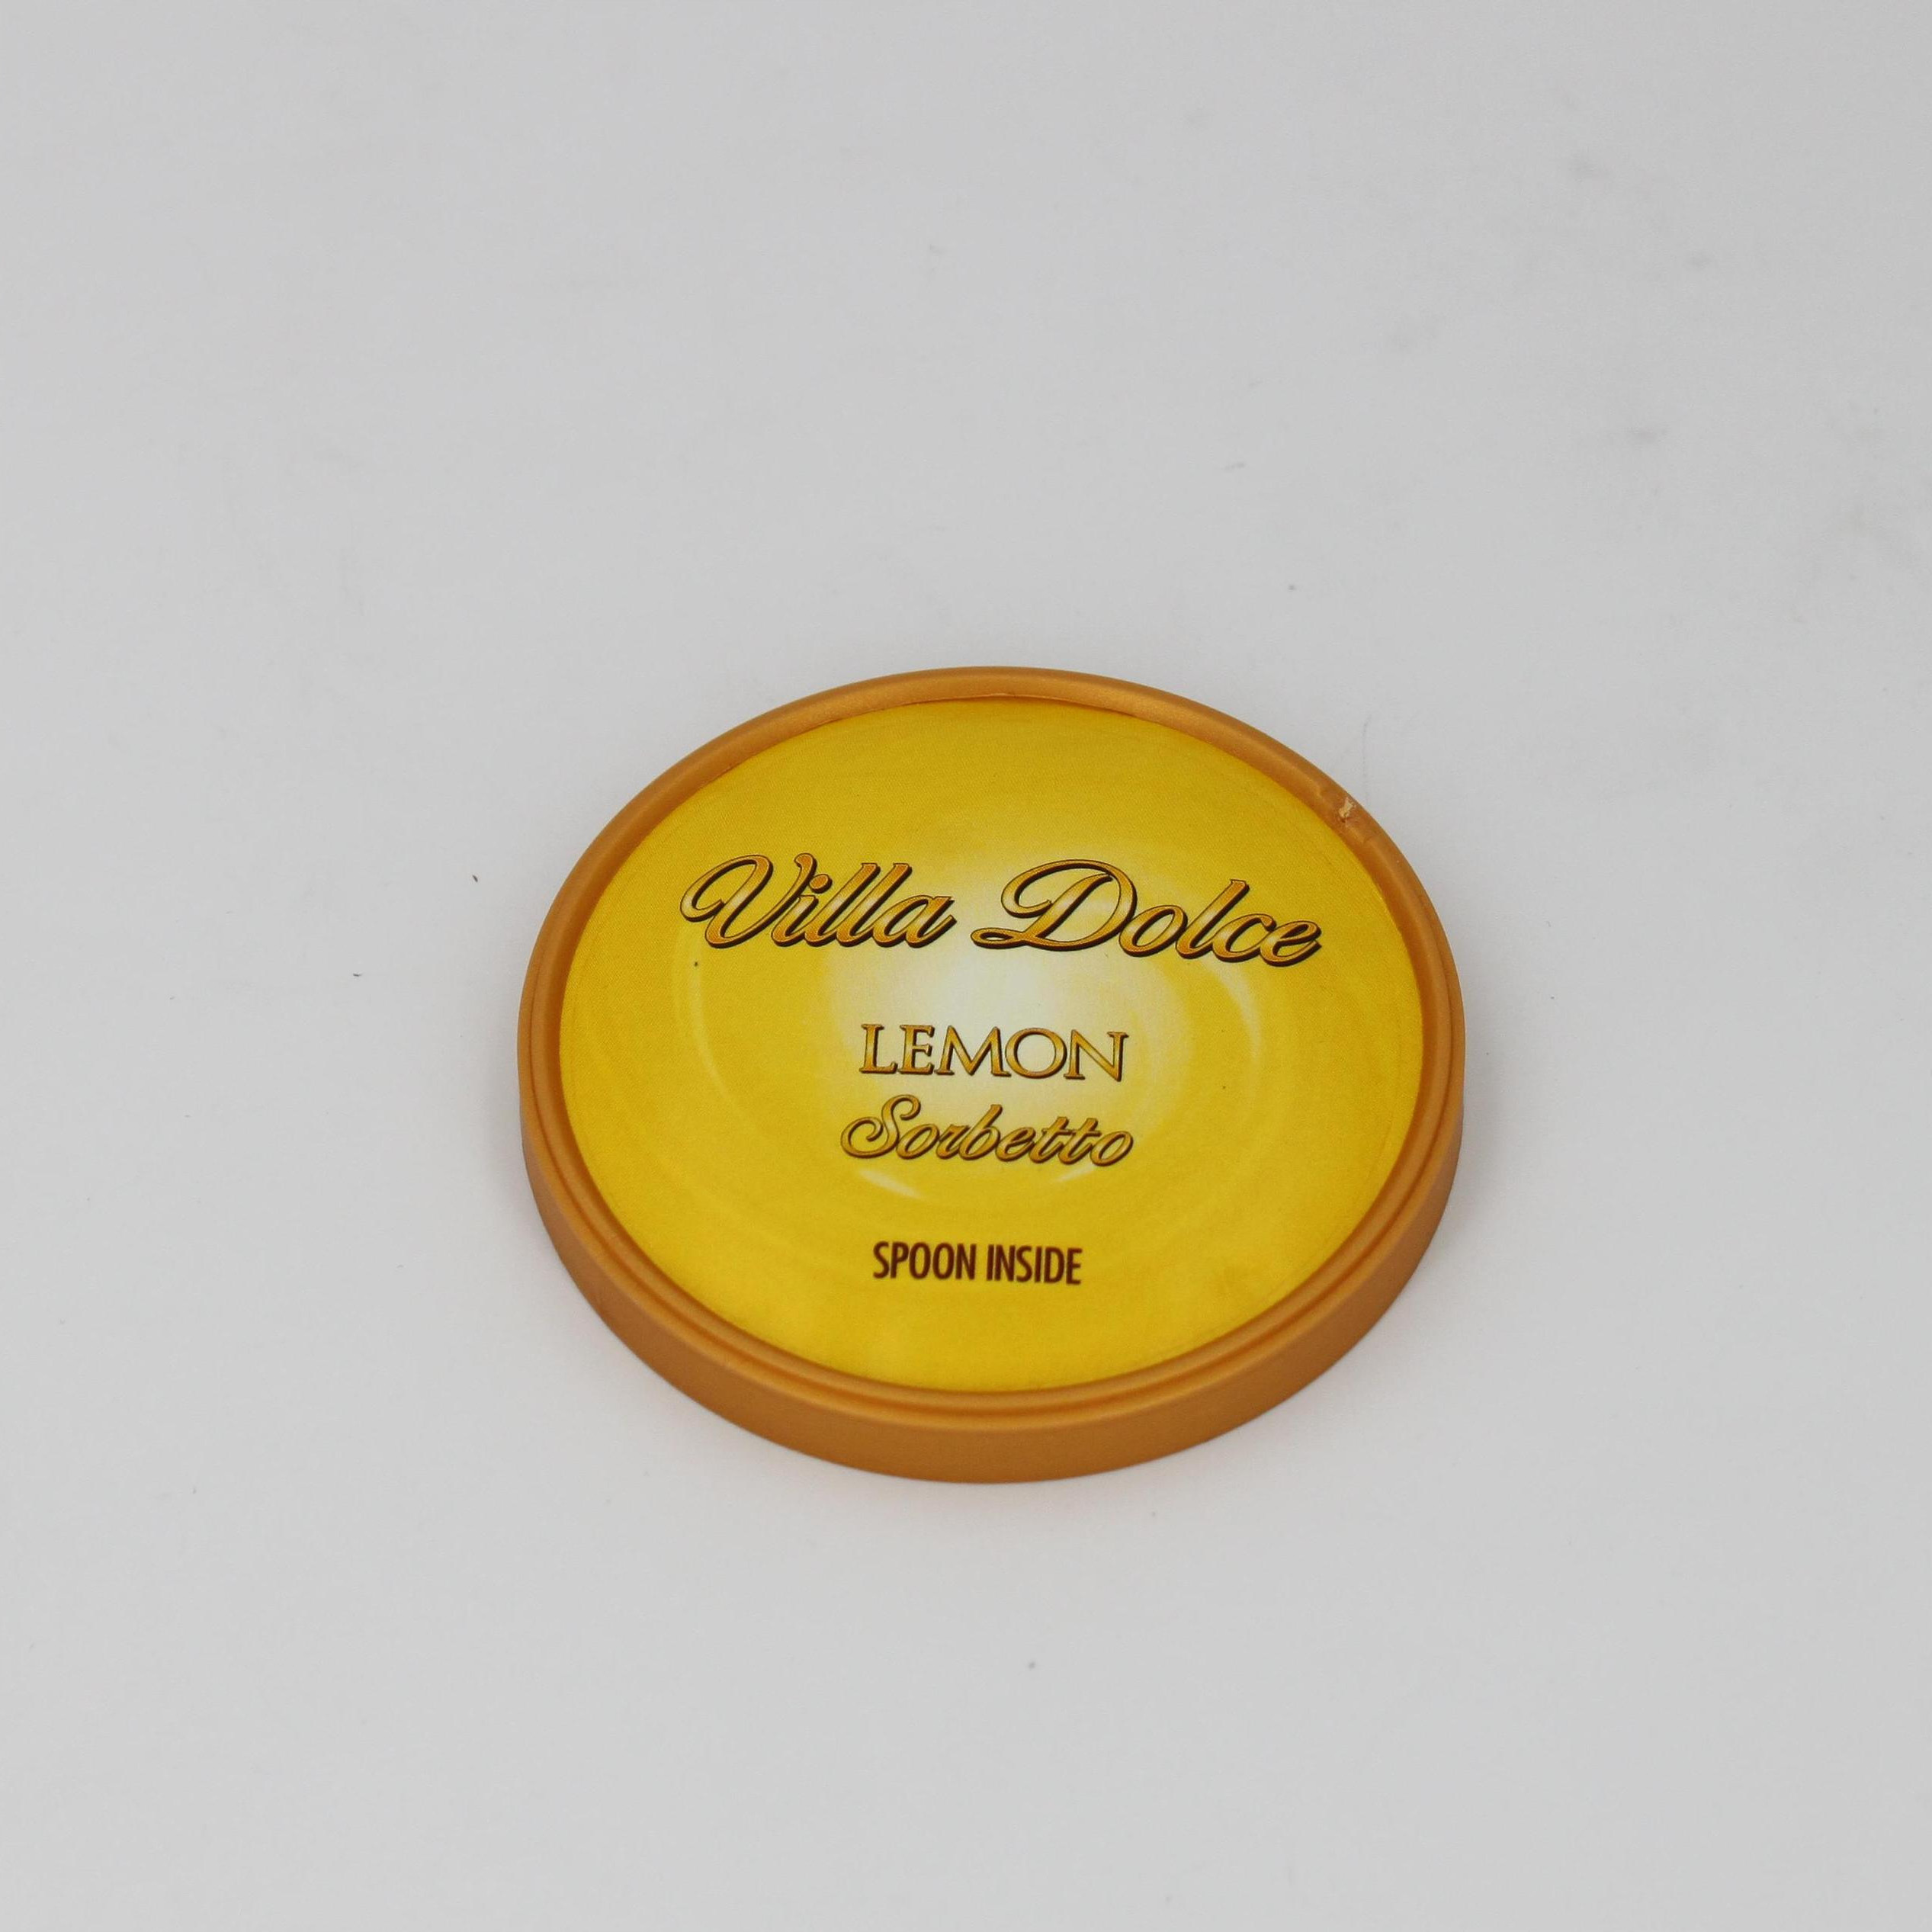 Villa Dolce
LEMON
Sorbetto
SPOON INSIDE